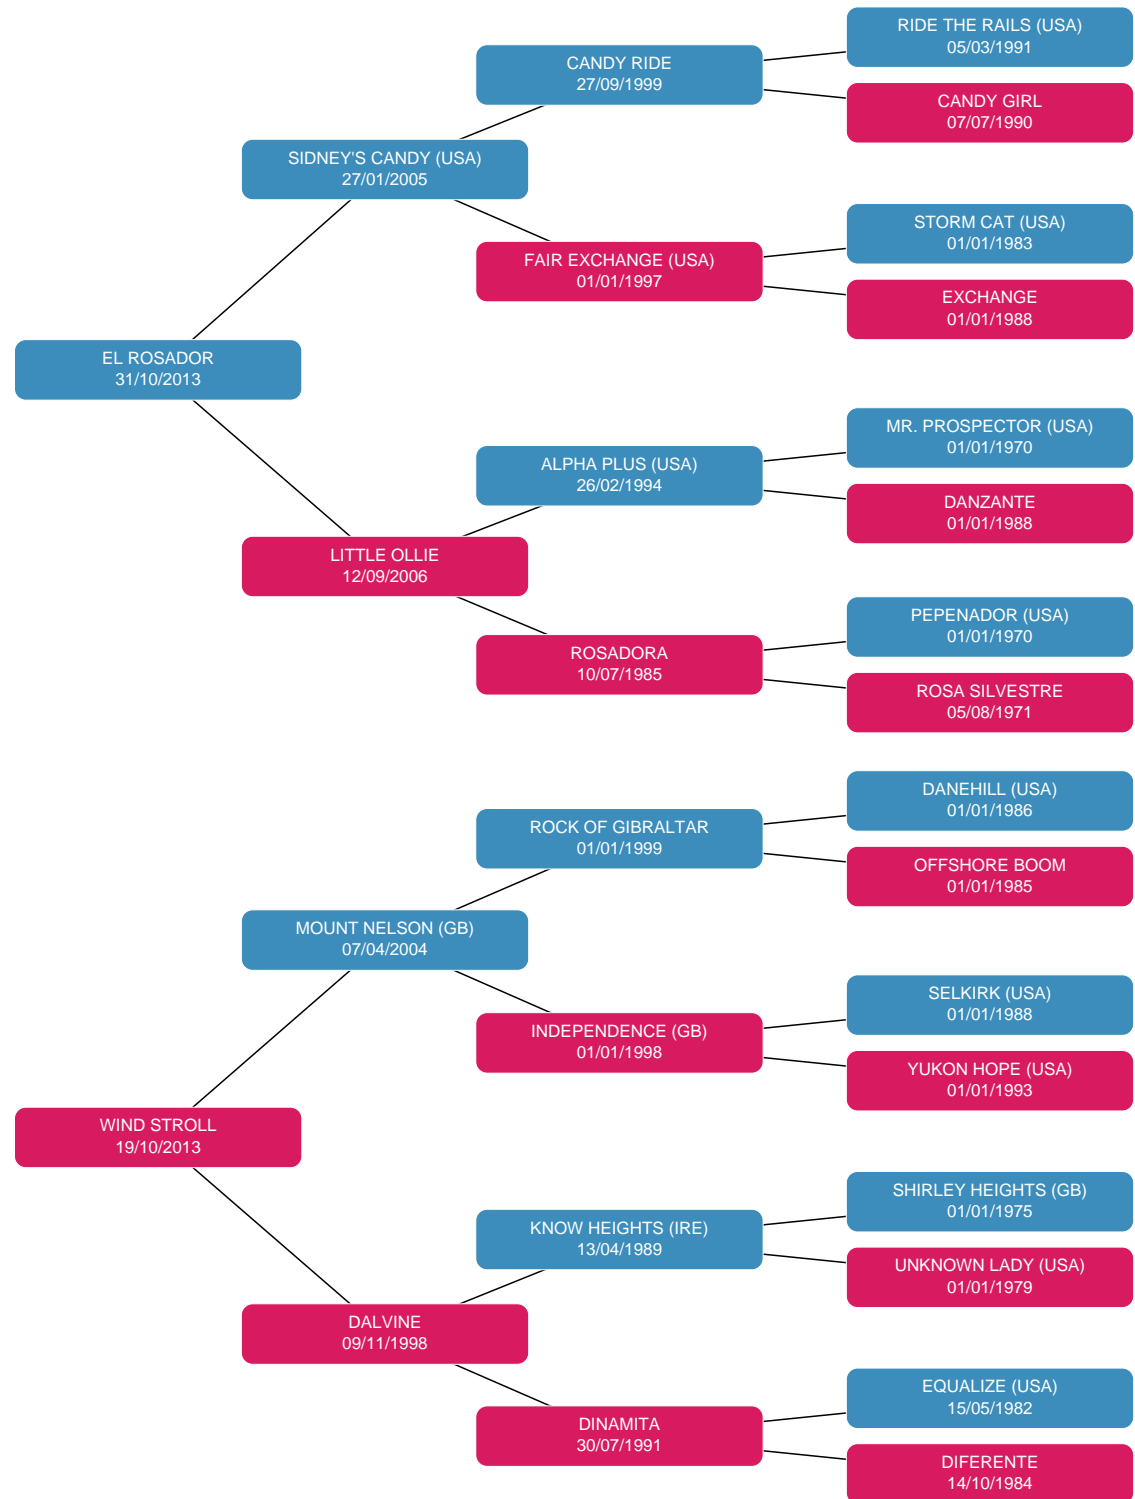 RIDE THE RAILS (USA)
05/03/1991
CANDY RIDE
27/09/1999
CANDY GIRL
07/07/1990
SIDNEY'S CANDY (USA)
27/01/2005
STORM CAT (USA)
01/01/1983
FAIR EXCHANGE (USA)
01/01/1997
EXCHANGE
01/01/1988
EL ROSADOR
31/10/2013
MR. PROSPECTOR (USA)
01/01/1970
ALPHA PLUS (USA)
26/02/1994
DANZANTE
01/01/1988
LITTLE OLLIE
12/09/2006
PEPENADOR (USA)
01/01/1970
ROSADORA
10/07/1985
ROSA SILVESTRE
05/08/1971
DANEHILL (USA)
01/01/1986
ROCK OF GIBRALTAR
01/01/1999
OFFSHORE BOOM
01/01/1985
MOUNT NELSON (GB)
07/04/2004
SELKIRK (USA)
01/01/1988
INDEPENDENCE (GB)
01/01/1998
YUKON HOPE (USA)
01/01/1993
WIND STROLL
19/10/2013
SHIRLEY HEIGHTS (GB)
01/01/1975
KNOW HEIGHTS (IRE)
13/04/1989
UNKNOWN LADY (USA)
01/01/1979
DALVINE
09/11/1998
EQUALIZE (USA)
15/05/1982
DINAMITA
30/07/1991
DIFERENTE
14/10/1984